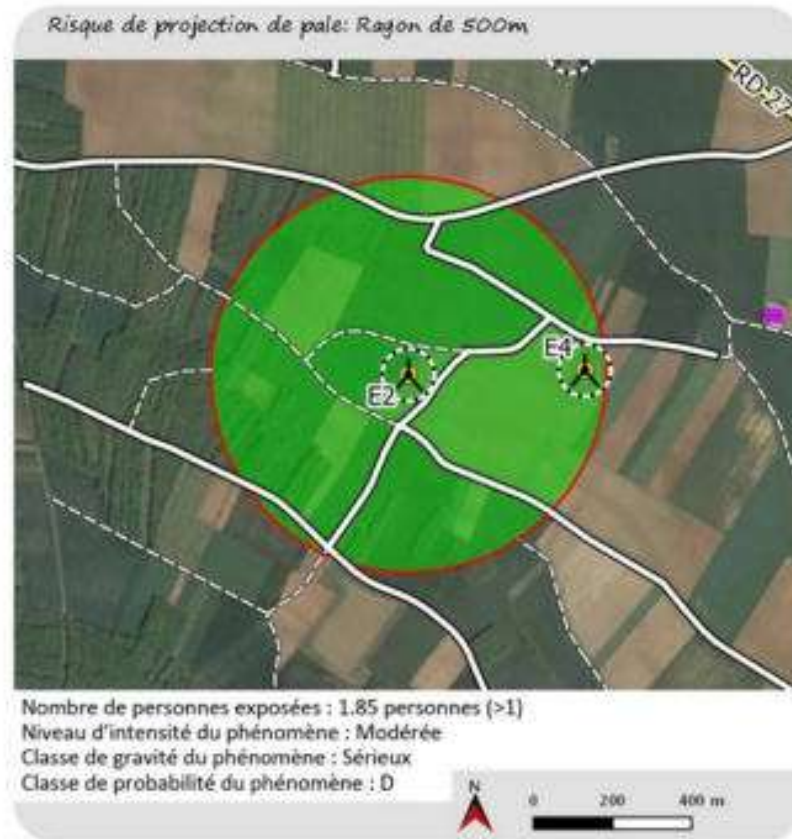 Risque de projection de pale: Rayon de 500m
RD-27
E4
E2
Nombre de personnes exposées : 1.85 personnes (>1)
Niveau d'intensité du phénomène : Modérée
Classe de gravité du phénomène : Sérieux
Classe de probabilité du phénomène : D
N
0 200 400 m